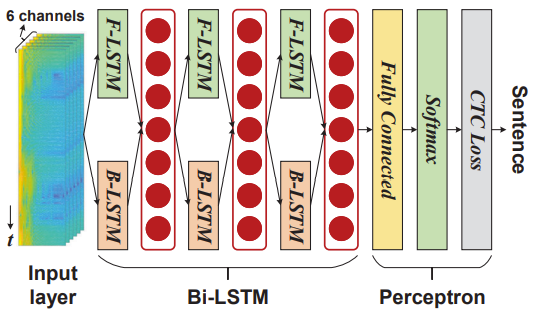 6 channels
t
Input
layer
F-LSTM
B-LSTM
F-LSTM
B-LSTM
F-LSTM
B-LSTM
Bi-LSTM
Fully Connected
Softmax
CTC Loss
Perceptron
Sentence